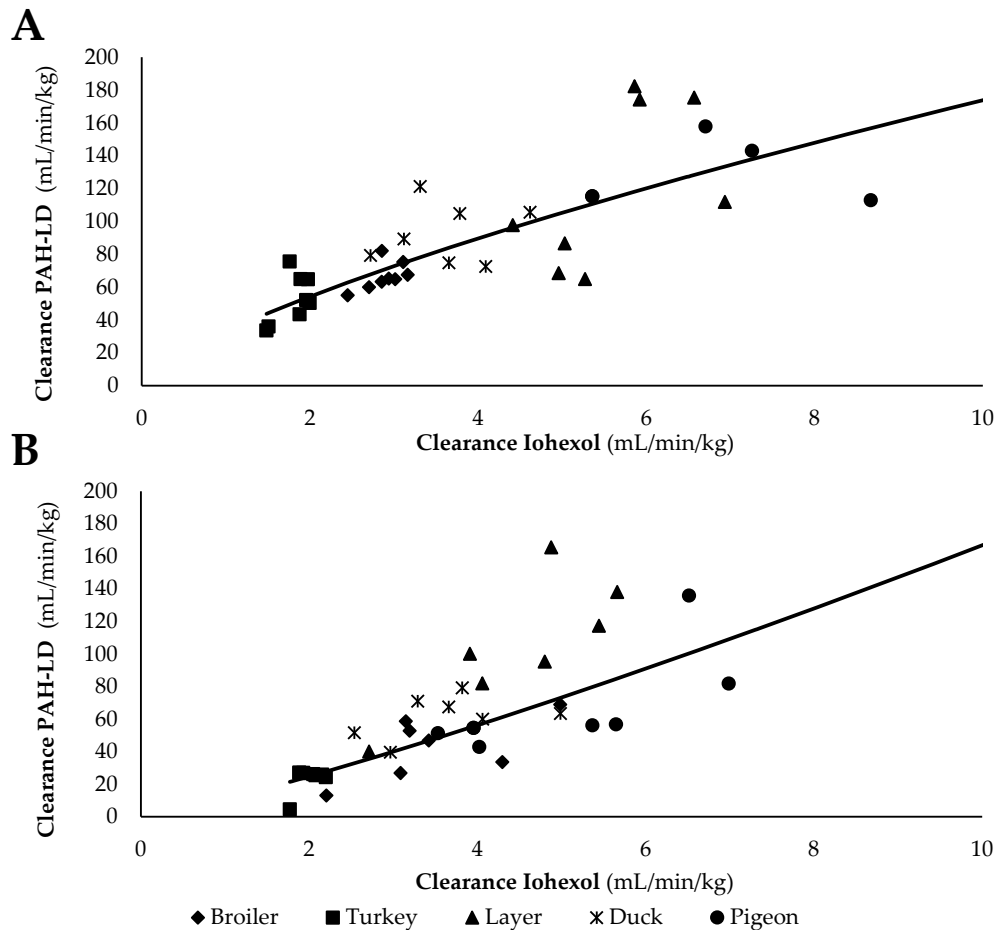 A
Clearance PAH-LD (mL/min/kg)
200
180
160
140
120
100
80
60
40
20
0
0 2 4 6 8 10
Clearance Iohexol (mL/min/kg)
B
Clearance PAH-LD (mL/min/kg)
200
180
160
140
120
100
80
60
40
20
0
0 2 4 6 8 10
Clearance Iohexol (mL/min/kg)
Broiler Turkey Layer Duck Pigeon